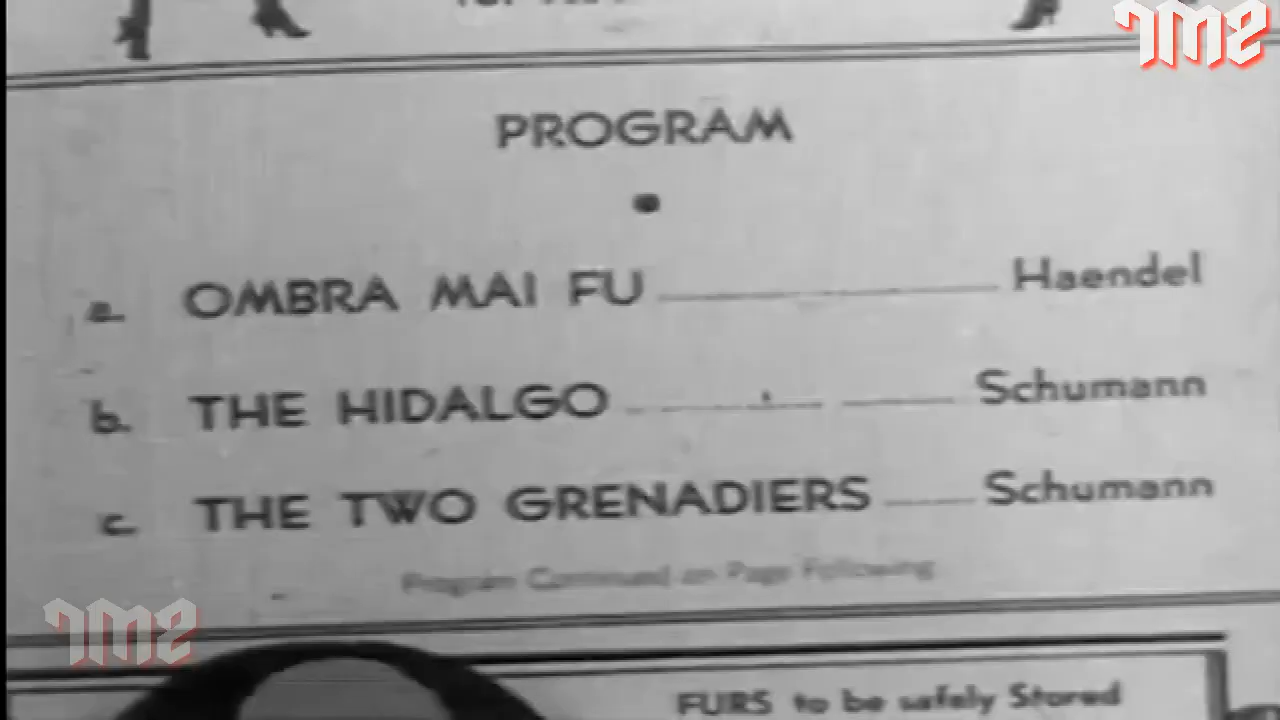 PROGRAM
a. OMBRA MAI FU Haendel
b. THE HIDALGO Schumann
c. THE TWO GRENADIERS Schumann
Program Continued on Page Following
FURS to be safely Stored